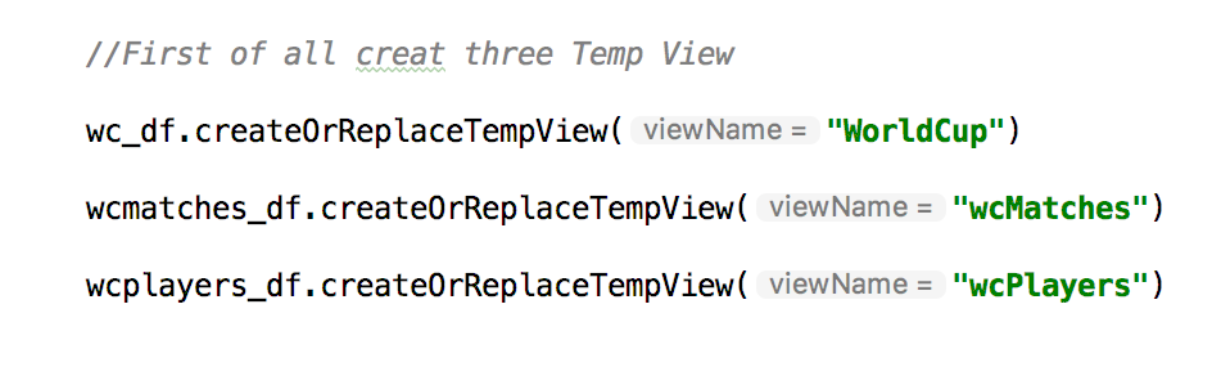 //First of all creat three Temp View
wc_df.createOrReplaceTempView( viewName = "WorldCup")
wcmatches_df.createOrReplaceTempView( viewName = "wcMatches")
wcplayers_df.createOrReplaceTempView( viewName = "wcPlayers")